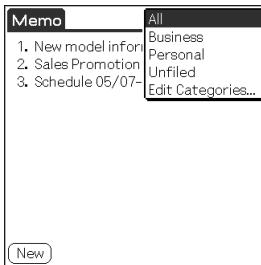 Memo
All
Business
Personal
Unfiled
Edit Categories...
1. New model infor
2. Sales Promotion
3. Schedule 05/07-
New